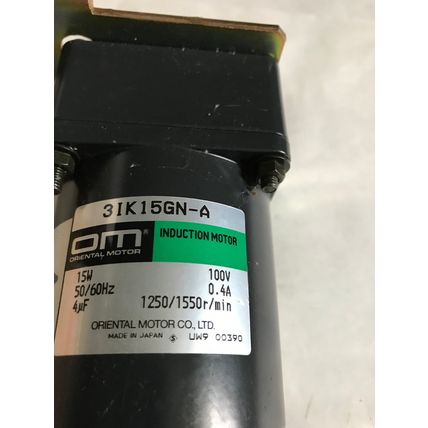 3IK15GN-A
om INDUCTION MOTOR
ORIENTAL MOTOR
15W 100V
50/60Hz 0.4A
4µF 1250/1550r/min
ORIENTAL MOTOR CO., LTD.
MADE IN JAPAN Ⓢ UW9 00390